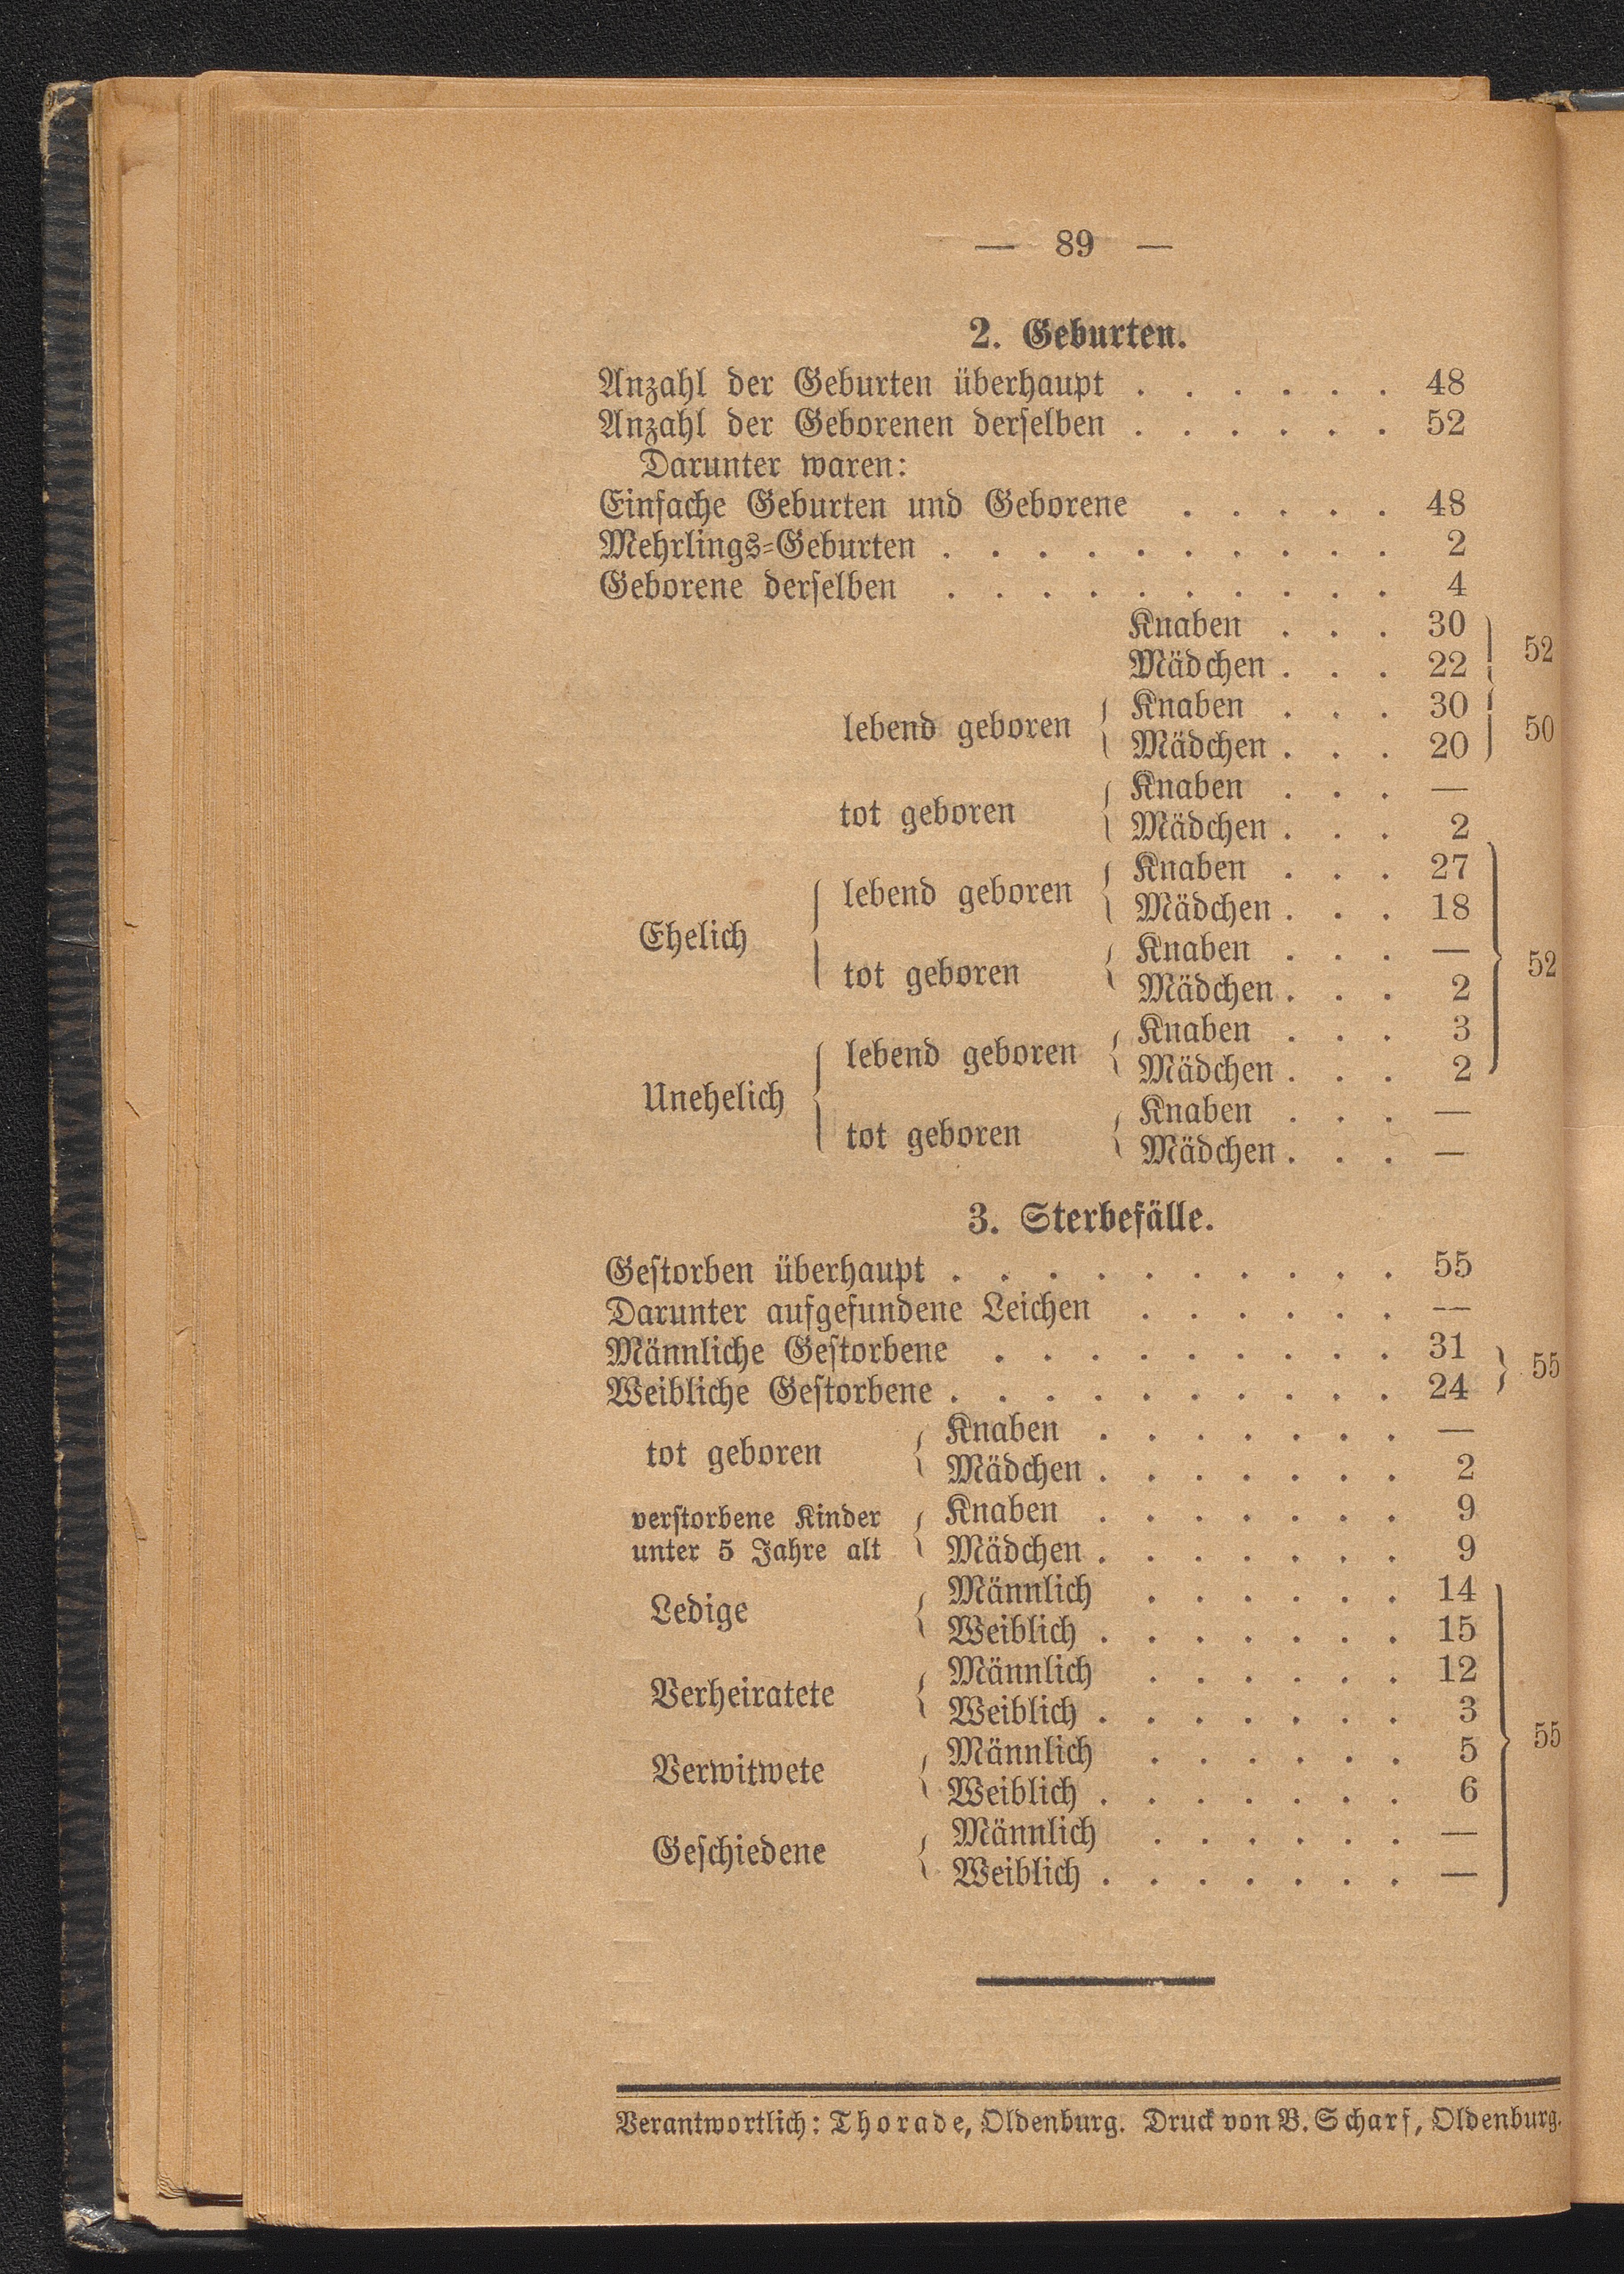 — 89 —
2. Geburten.
Anzahl der Geburten überhaupt . . . . . . 48
Anzahl der Geborenen derselben . . . . . . 52
Darunter waren:
Einfache Geburten und Geborene . . . . . 48
Mehrlings-Geburten . . . . . . . . . . 2
Geborene derselben . . . . . . . . . . 4
Knaben . . . 30
Mädchen . . . 22 } 52
lebend geboren { Knaben . . . 30
Mädchen . . . 20 } 50
tot geboren { Knaben . . . —
Mädchen . . . 2
Ehelich { lebend geboren { Knaben . . . 27
Mädchen . . . 18
tot geboren { Knaben . . . — } 52
Mädchen . . . 2
Unehelich { lebend geboren { Knaben . . . 3
Mädchen . . . 2
tot geboren { Knaben . . . —
Mädchen . . . —
3. Sterbefälle.
Gestorben überhaupt . . . . . . . . . . 55
Darunter aufgefundene Leichen . . . . . . —
Männliche Gestorbene . . . . . . . . . 31
Weibliche Gestorbene . . . . . . . . . . 24 } 55
tot geboren { Knaben . . . . . . . —
Mädchen . . . . . . . 2
verstorbene Kinder { Knaben . . . . . . . 9
unter 5 Jahre alt Mädchen . . . . . . . 9
Ledige { Männlich . . . . . . 14
Weiblich . . . . . . . 15
Verheiratete { Männlich . . . . . . 12
Weiblich . . . . . . . 3 } 55
Verwitwete { Männlich . . . . . . 5
Weiblich . . . . . . . 6
Geschiedene { Männlich . . . . . . —
Weiblich . . . . . . . —
Verantwortlich: Thorade, Oldenburg. Druck von B. Scharf, Oldenburg.